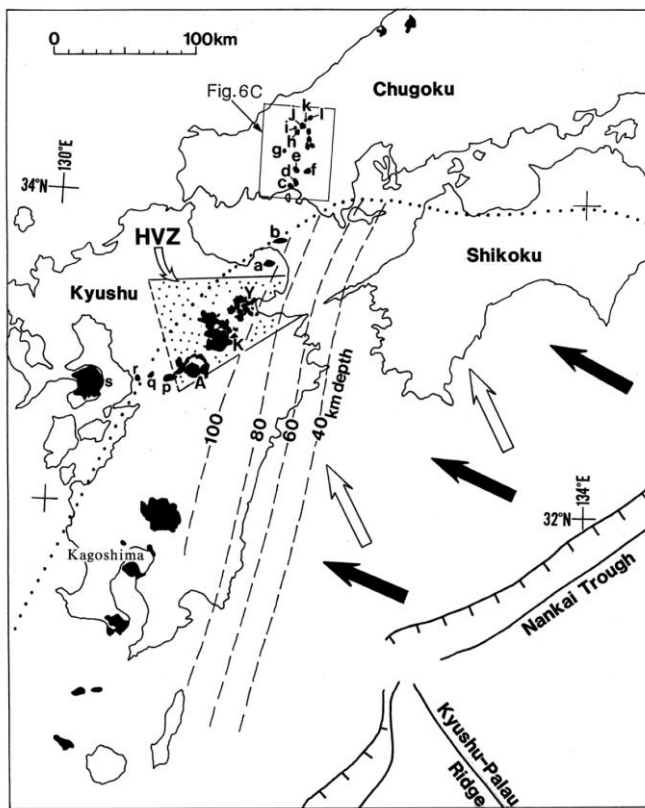 0 100km
Fig.6C
Chugoku
k
j l
i
h
g
e
d f
c
130°E
34°N
b
HVZ
a
Shikoku
Kyushu
Y
K
r
s q p A
100
80
60
40
km depth
134°E
32°N
Kagoshima
Nankai Trough
Kyushu-Palau
Ridge